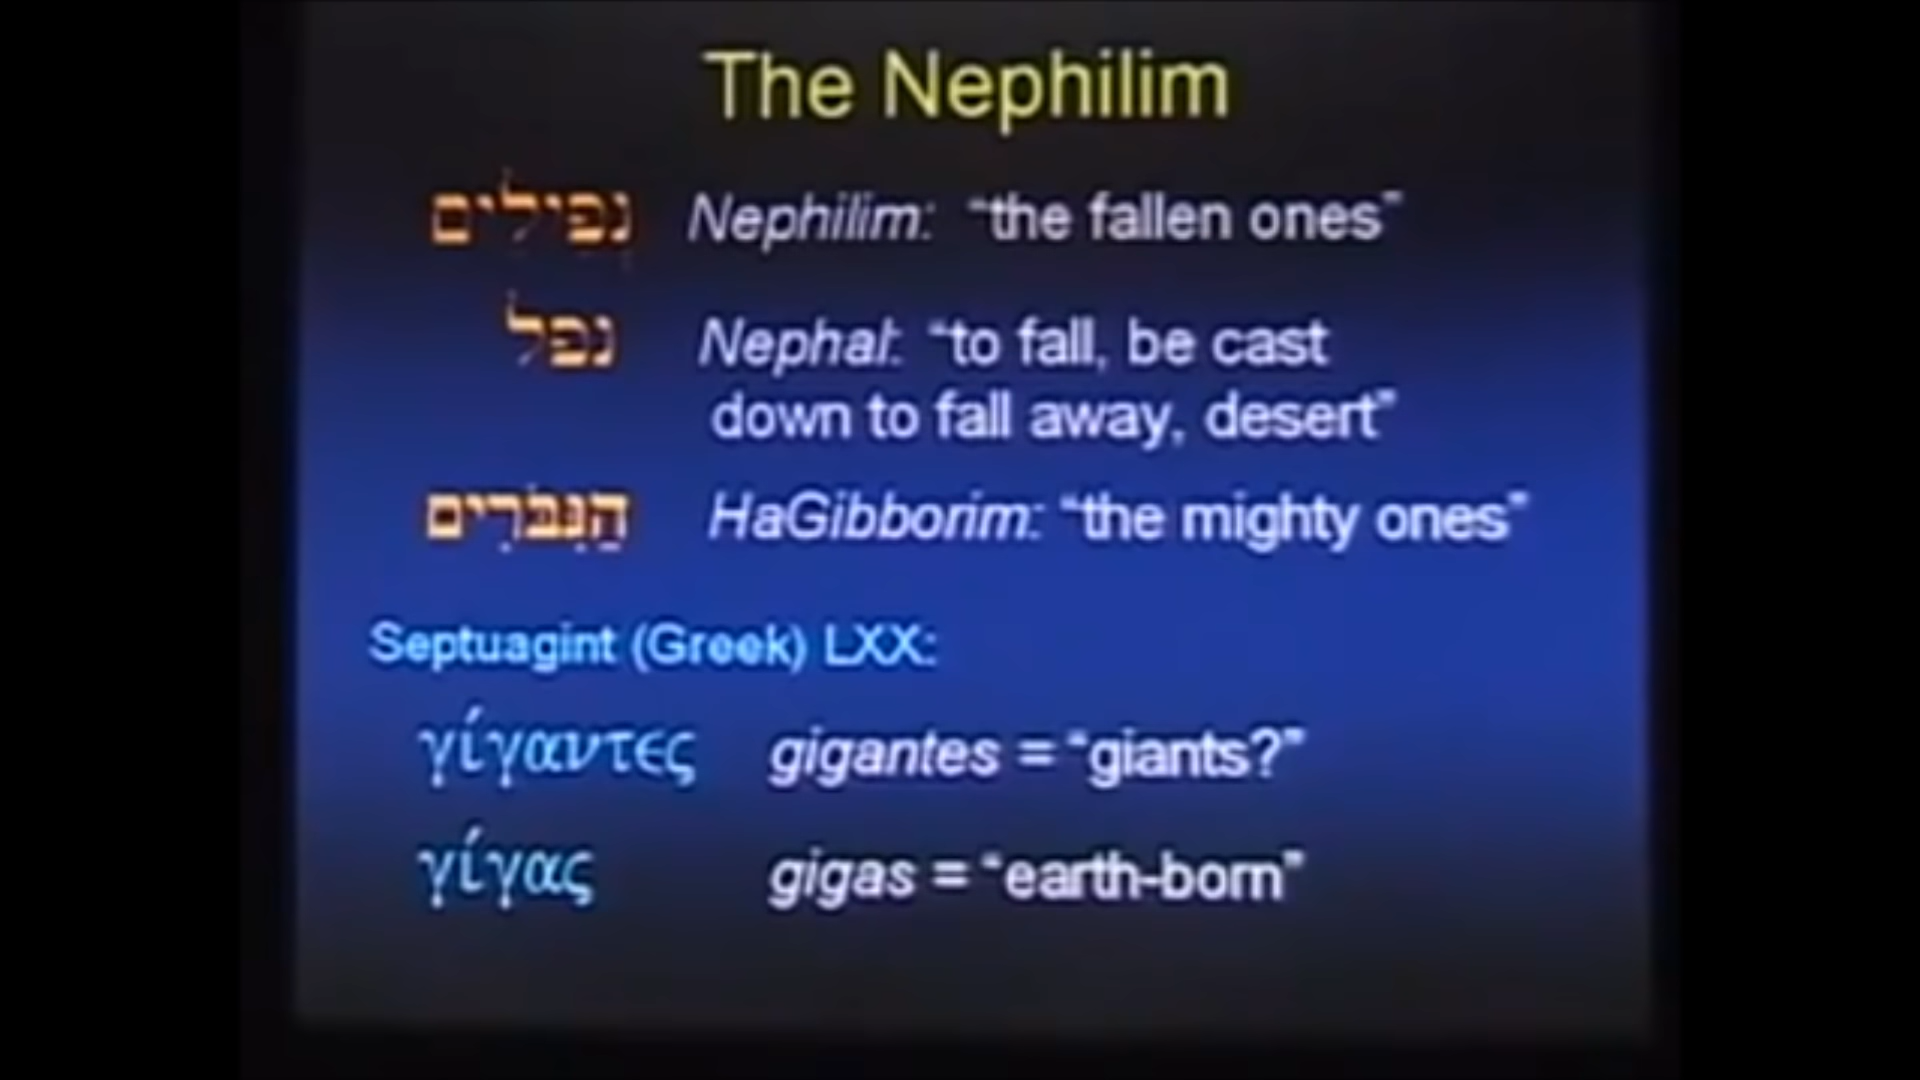 The Nephilim
נְפִילִים Nephilim: “the fallen ones”
נפל Nephal: “to fall, be cast
down to fall away, desert”
הַגִּבֹּרִים HaGibborim: “the mighty ones”
Septuagint (Greek) LXX:
γίγαντες gigantes = “giants?”
γίγας gigas = “earth-born”